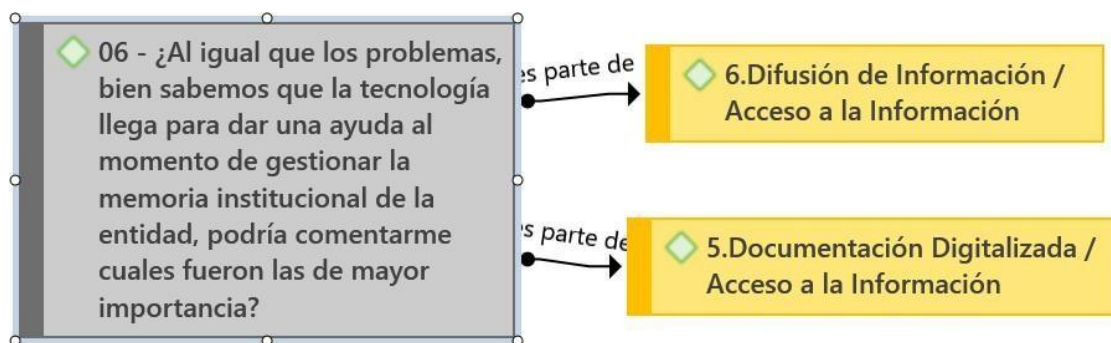 06 - ¿Al igual que los problemas,
bien sabemos que la tecnología
llega para dar una ayuda al
momento de gestionar la
memoria institucional de la
entidad, podría comentarme
cuales fueron las de mayor
importancia?
es parte de
6.Difusión de Información /
Acceso a la Información
es parte de
5.Documentación Digitalizada /
Acceso a la Información